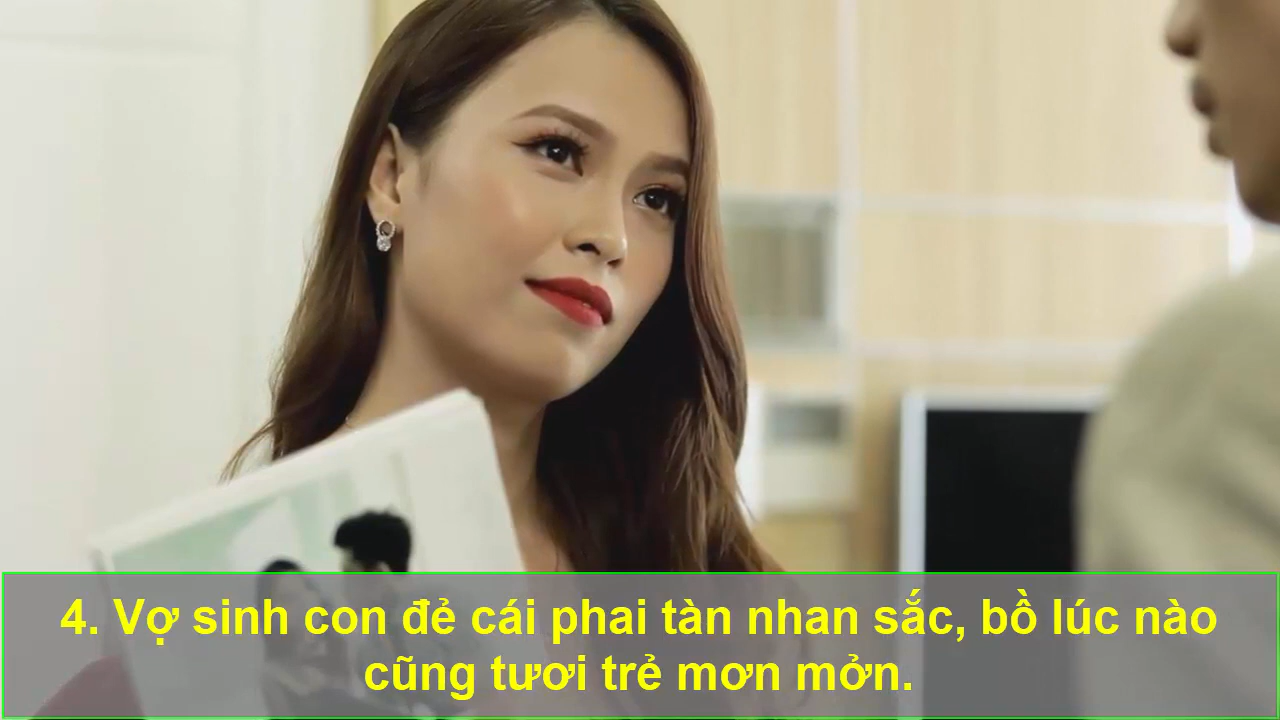 4. Vợ sinh con đẻ cái phai tàn nhan sắc, bồ lúc nào
cũng tươi trẻ mơn mởn.